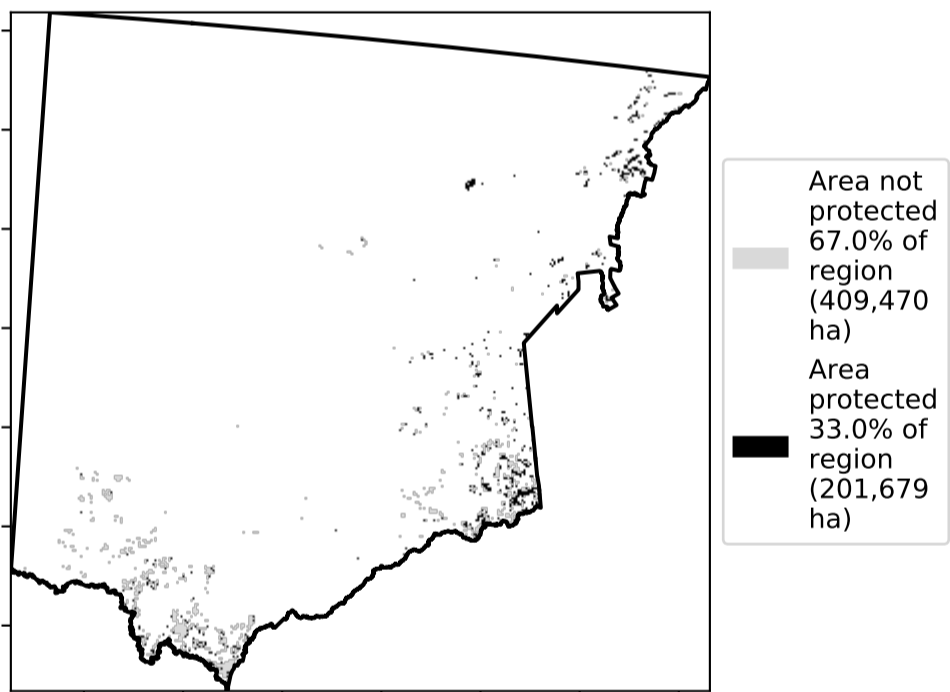 Area not
protected
67.0% of
region
(409,470
ha)
Area
protected
33.0% of
region
(201,679
ha)